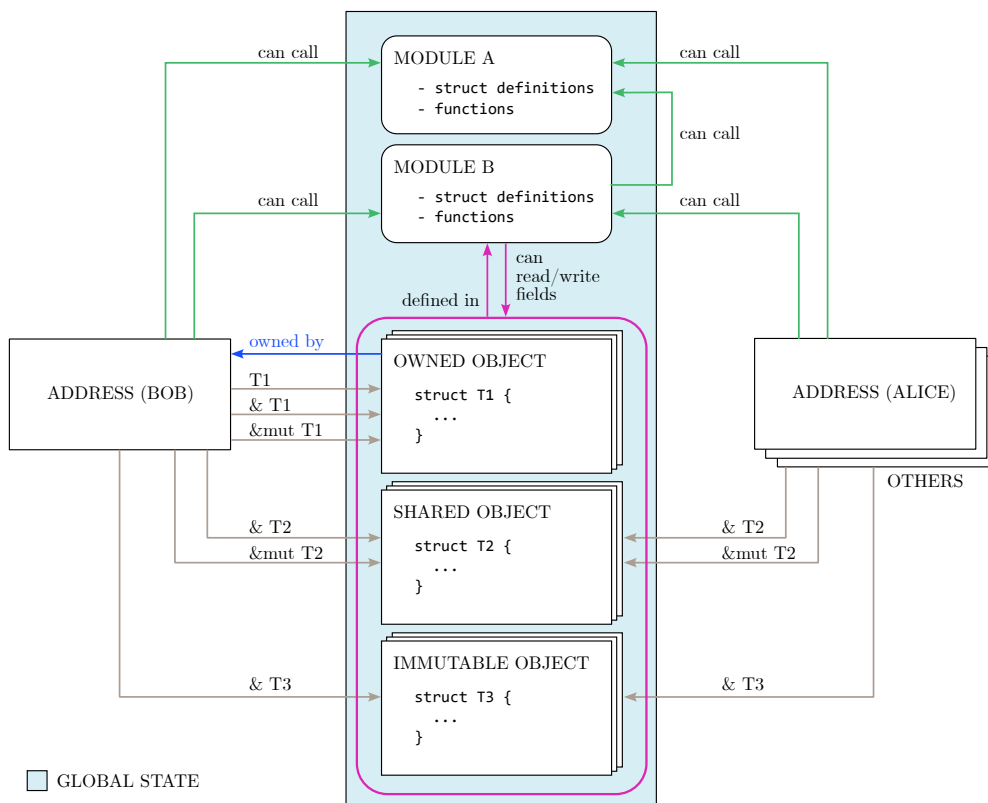 can call
MODULE A
- struct definitions
- functions
can call
can call
can call
MODULE B
- struct definitions
- functions
can call
defined in
can
read/write
fields
owned by
ADDRESS (BOB)
T1
& T1
&mut T1
OWNED OBJECT
struct T1 {
...
}
ADDRESS (ALICE)
OTHERS
& T2
&mut T2
SHARED OBJECT
struct T2 {
...
}
& T2
&mut T2
& T3
IMMUTABLE OBJECT
struct T3 {
...
}
& T3
GLOBAL STATE